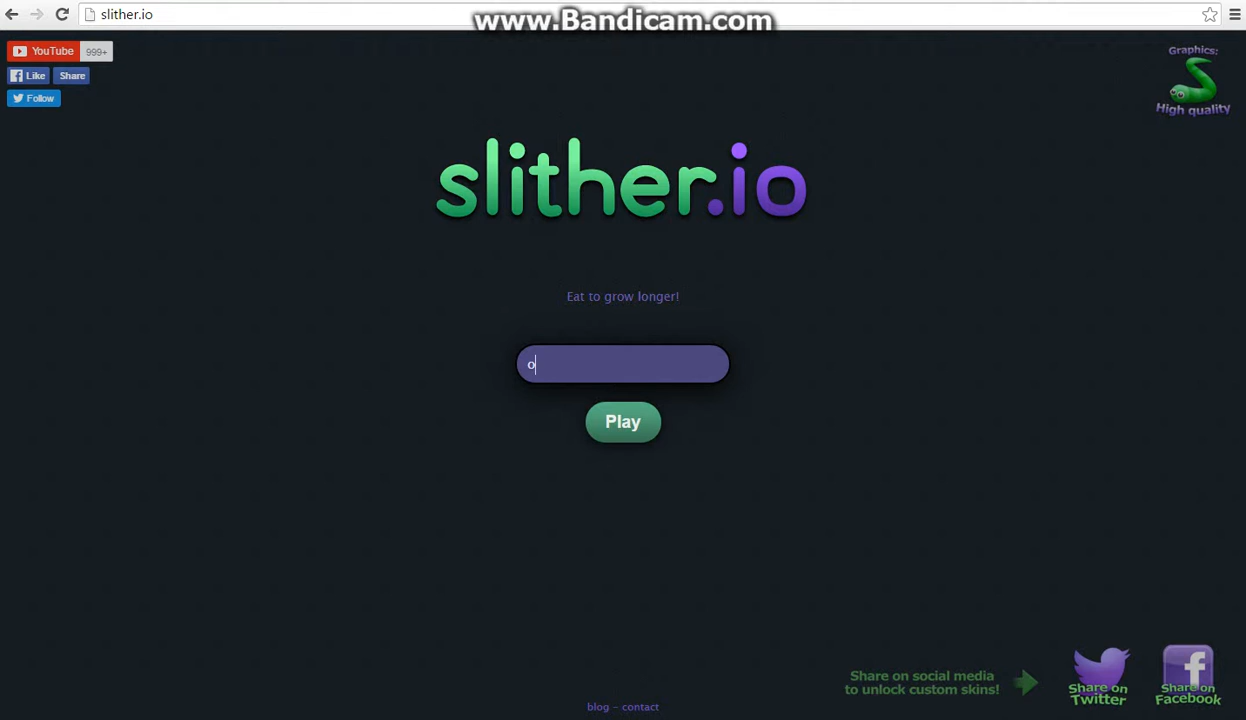 slither.io
www.Bandicam.com
YouTube 999+
Like Share
Follow
Graphics:
High quality
slither.io
Eat to grow longer!
o
Play
Share on social media
to unlock custom skins!
Share on
Twitter
Share on
Facebook
blog - contact